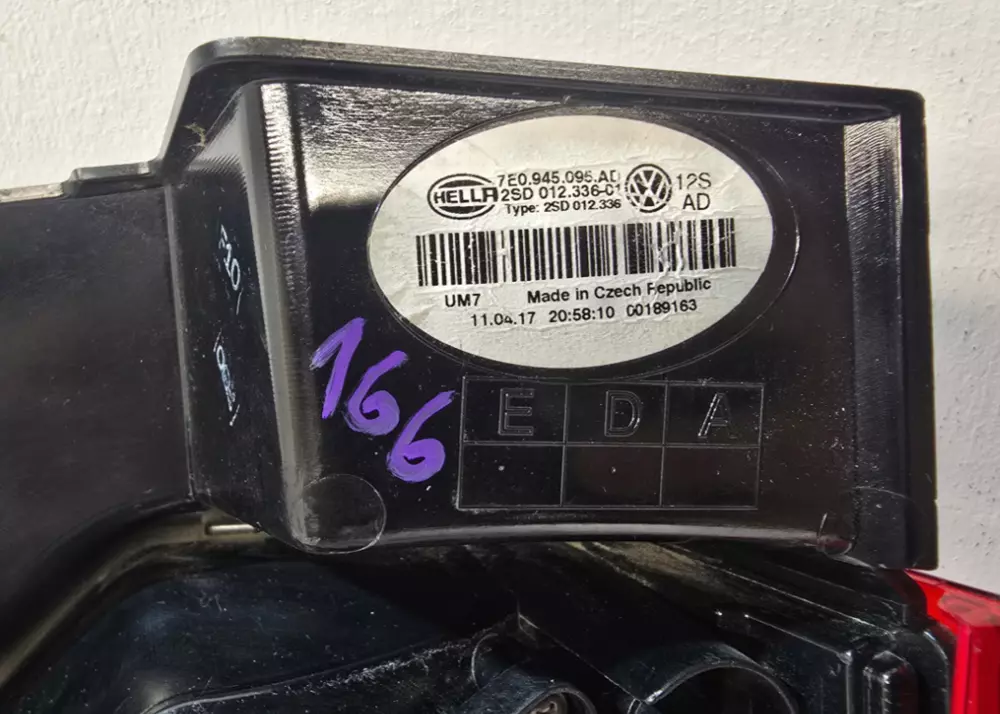 HELLA
7E0.945.095.AD
2SD 012.336-01
Type: 2SD 012.336
12S
AD
UM7 Made in Czech Republic
11.04.17 20:58:10 00189163
166
E D A